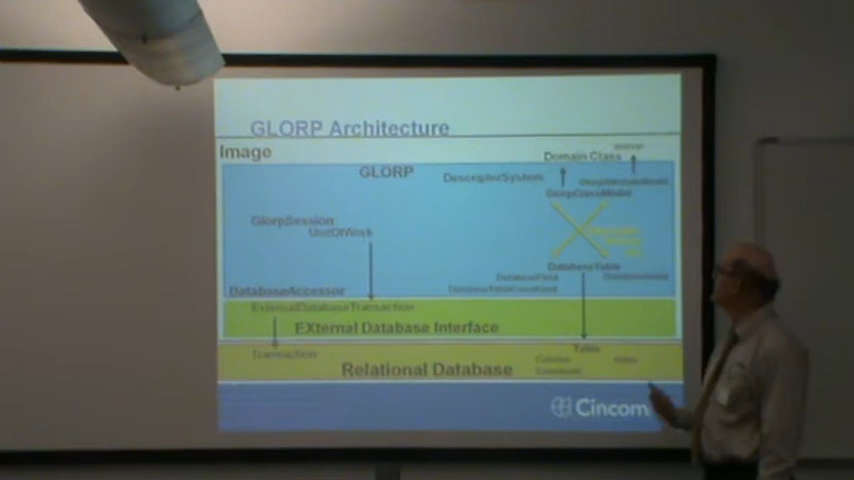 GLORP Architecture
Image
Domain Class
GLORP
DescriptorSystem
GlorpClassModel
GlorpSession
UnitOfWork
DatabaseTable
DatabaseField
DatabaseAccessor
DatabaseTableConstraint
ExternalDatabaseTransaction
EXternal Database Interface
Transaction
Table
Relational Database
Cincom